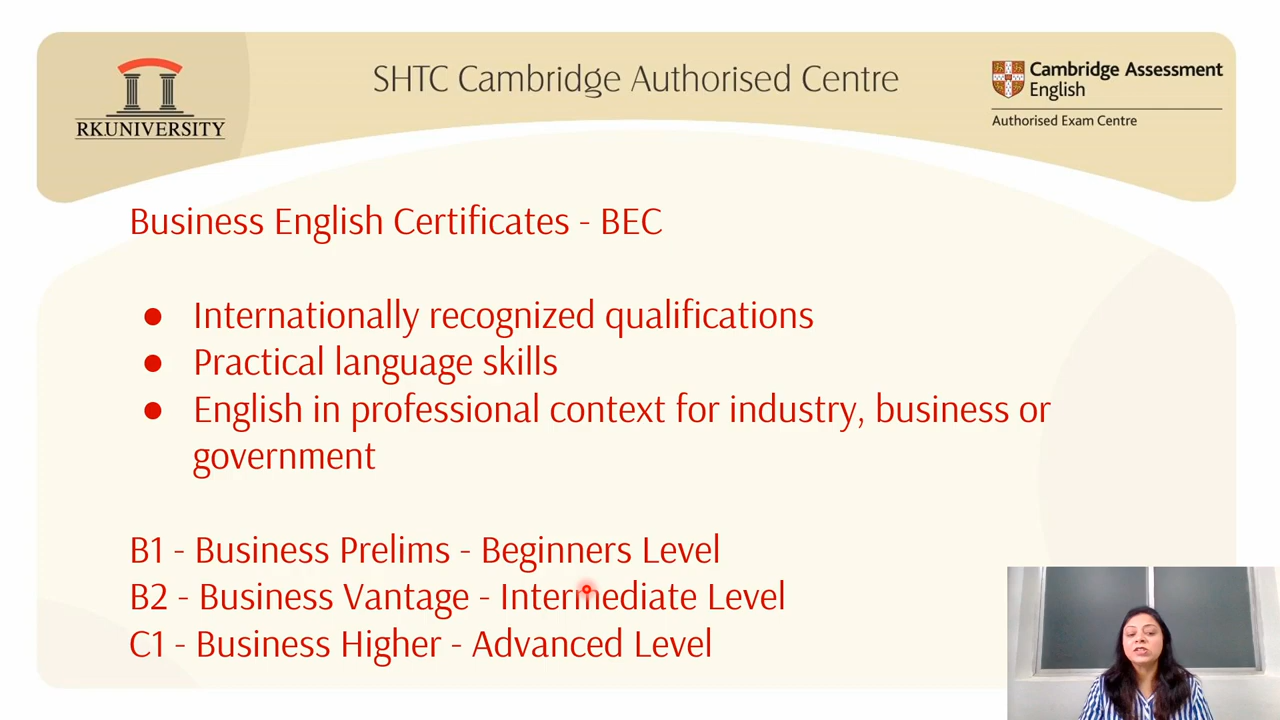 SHTC Cambridge Authorised Centre
RKUNIVERSITY
Cambridge Assessment
English
Authorised Exam Centre
Business English Certificates - BEC
● Internationally recognized qualifications
● Practical language skills
● English in professional context for industry, business or
government
B1 - Business Prelims - Beginners Level
B2 - Business Vantage - Intermediate Level
C1 - Business Higher - Advanced Level